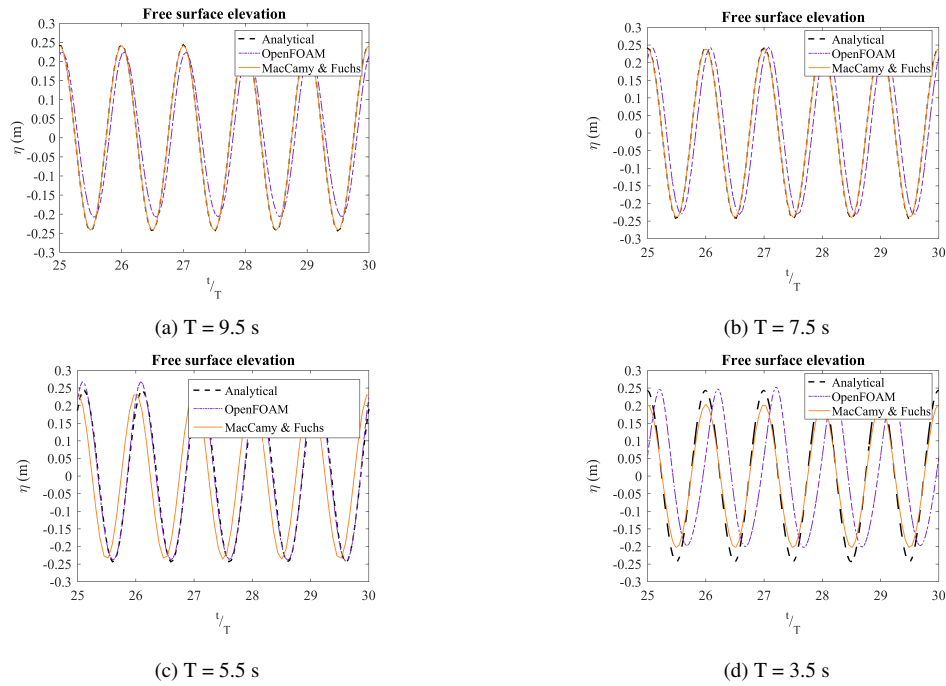 Free surface elevation
0.3
0.25
0.2
0.15
0.1
0.05
0
-0.05
-0.1
-0.15
-0.2
-0.25
-0.3
η (m)
Analytical
OpenFOAM
MacCamy & Fuchs
25 26 27 28 29 30
t/T
(a) T = 9.5 s
Free surface elevation
0.3
0.25
0.2
0.15
0.1
0.05
0
-0.05
-0.1
-0.15
-0.2
-0.25
-0.3
η (m)
Analytical
OpenFOAM
MacCamy & Fuchs
25 26 27 28 29 30
t/T
(b) T = 7.5 s
Free surface elevation
0.3
0.25
0.2
0.15
0.1
0.05
0
-0.05
-0.1
-0.15
-0.2
-0.25
-0.3
η (m)
Analytical
OpenFOAM
MacCamy & Fuchs
25 26 27 28 29 30
t/T
(c) T = 5.5 s
Free surface elevation
0.3
0.25
0.2
0.15
0.1
0.05
0
-0.05
-0.1
-0.15
-0.2
-0.25
-0.3
η (m)
Analytical
OpenFOAM
MacCamy & Fuchs
25 26 27 28 29 30
t/T
(d) T = 3.5 s